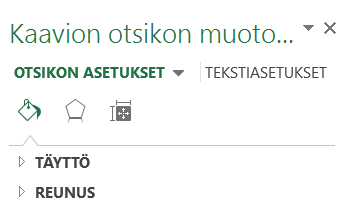 Kaavion otsikon muoto...
OTSIKON ASETUKSET TEKSTIASETUKSET
TÄYTTÖ
REUNUS